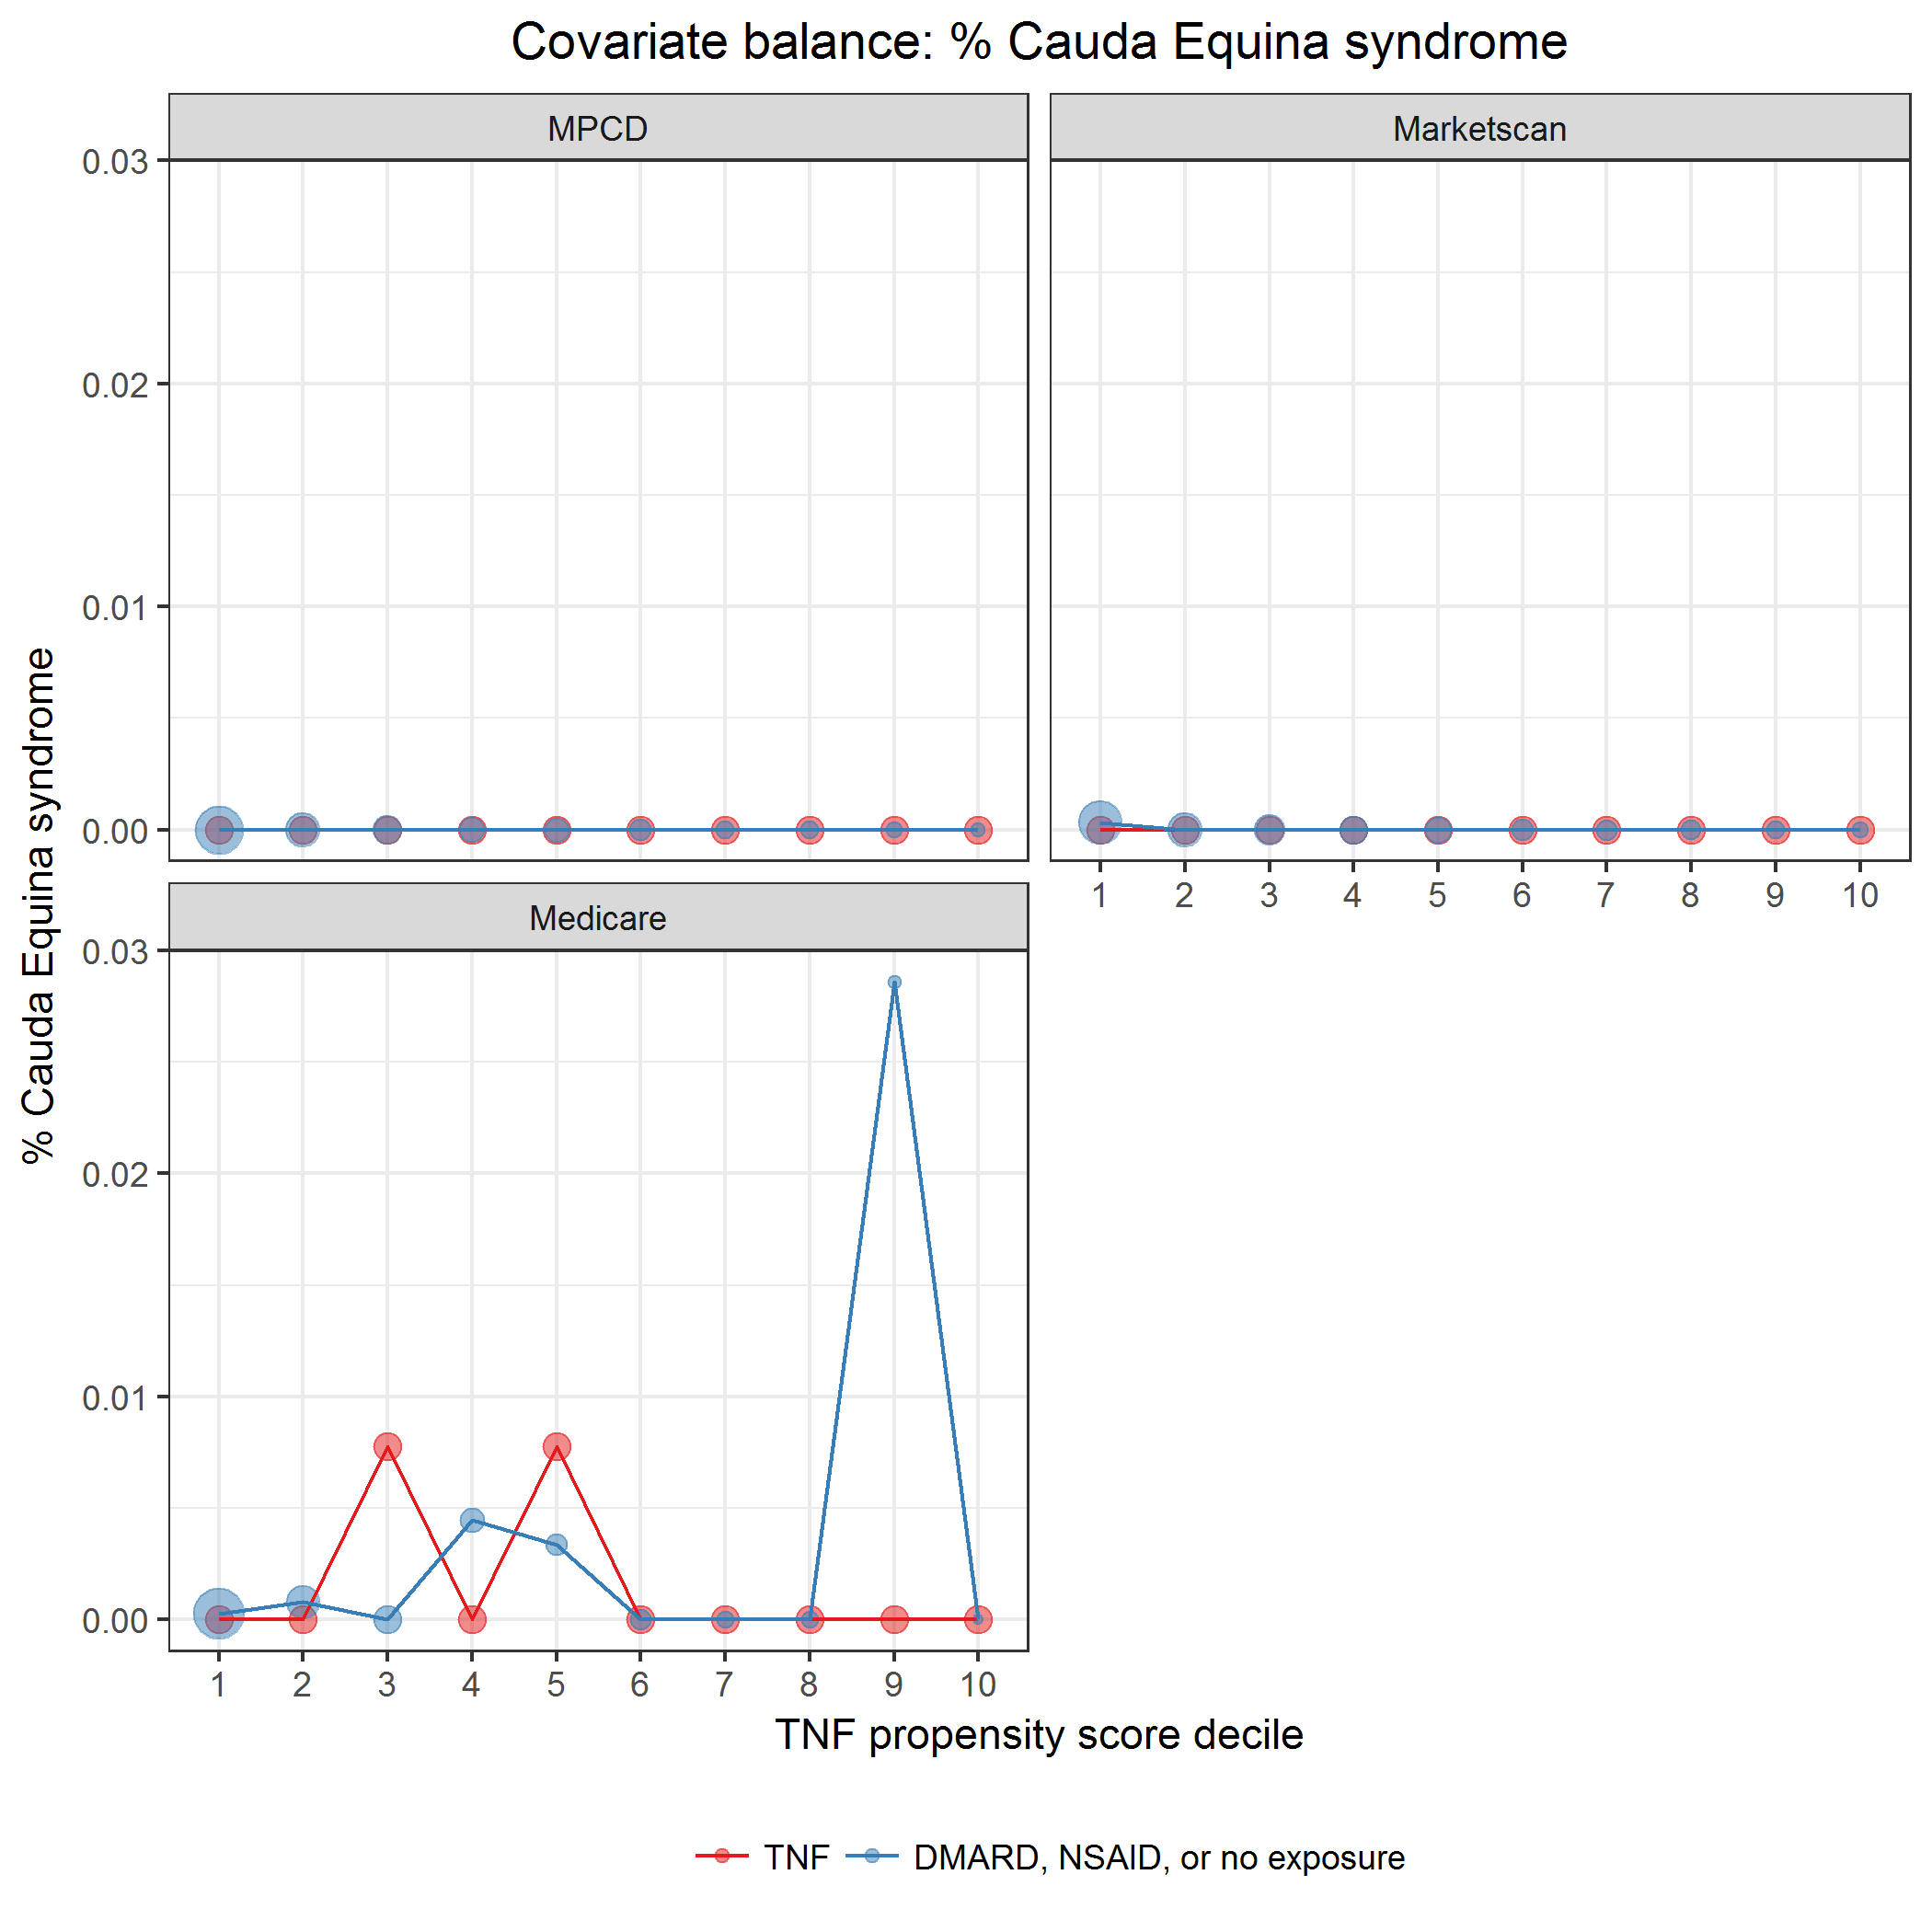 Covariate balance: % Cauda Equina syndrome
MPCD
Marketscan
0.03
0.02
0.01
0.00
1 2 3 4 5 6 7 8 9 10
Medicare
0.03
0.02
0.01
0.00
1 2 3 4 5 6 7 8 9 10
% Cauda Equina syndrome
TNF propensity score decile
TNF DMARD, NSAID, or no exposure